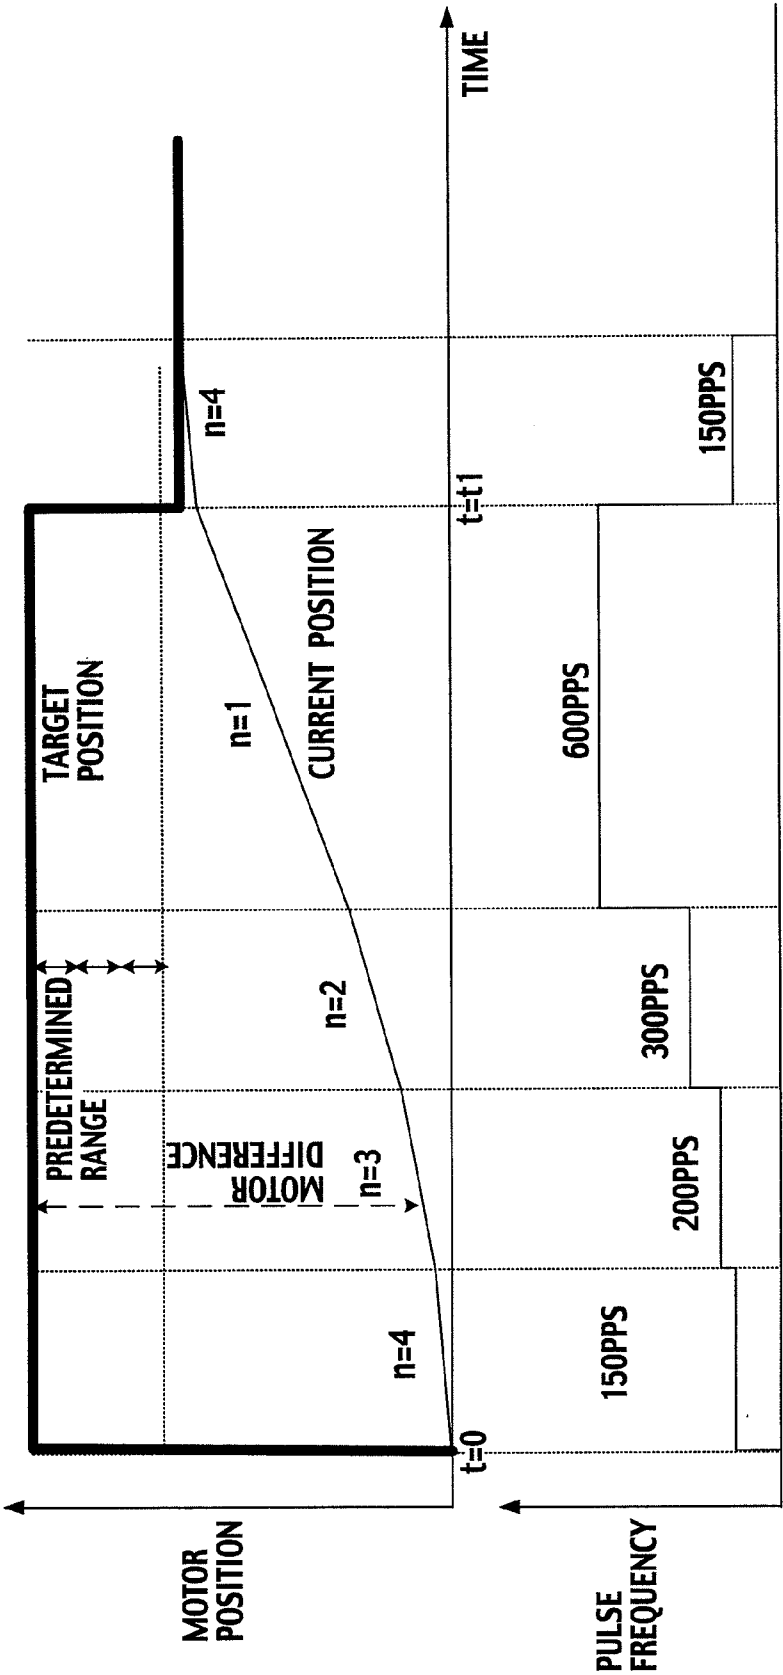 MOTOR
POSITION
TARGET
POSITION
PREDETERMINED
RANGE
MOTOR
DIFFERENCE
n=4
n=3
n=2
n=1
n=4
CURRENT POSITION
t=0
t=t1
TIME
PULSE
FREQUENCY
150PPS
200PPS
300PPS
600PPS
150PPS